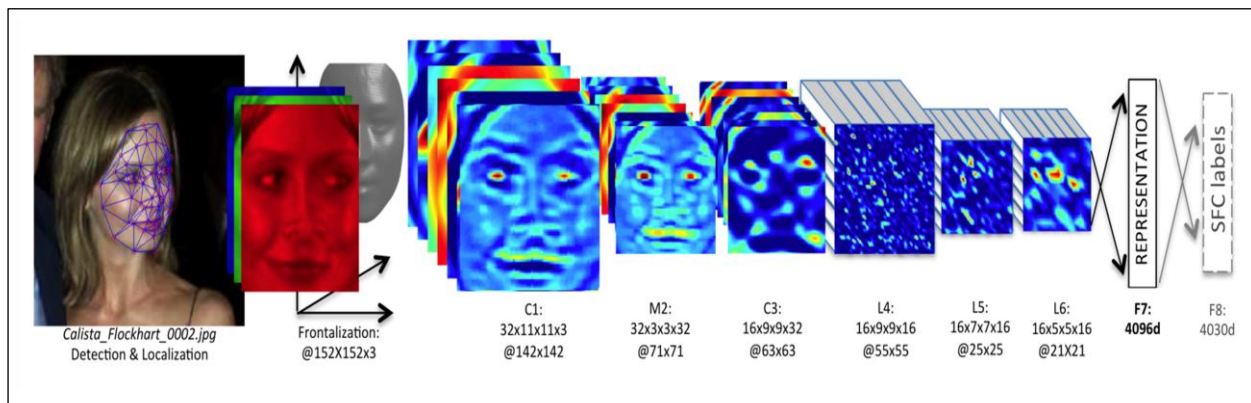 Calista_Flockhart_0002.jpg
Detection & Localization
Frontalization:
@152X152x3
C1:
32x11x11x3
@142x142
M2:
32x3x3x32
@71x71
C3:
16x9x9x32
@63x63
L4:
16x9x9x16
@55x55
L5:
16x7x7x16
@25x25
L6:
16x5x5x16
@21X21
F7:
4096d
F8:
4030d
REPRESENTATION
SFC labels